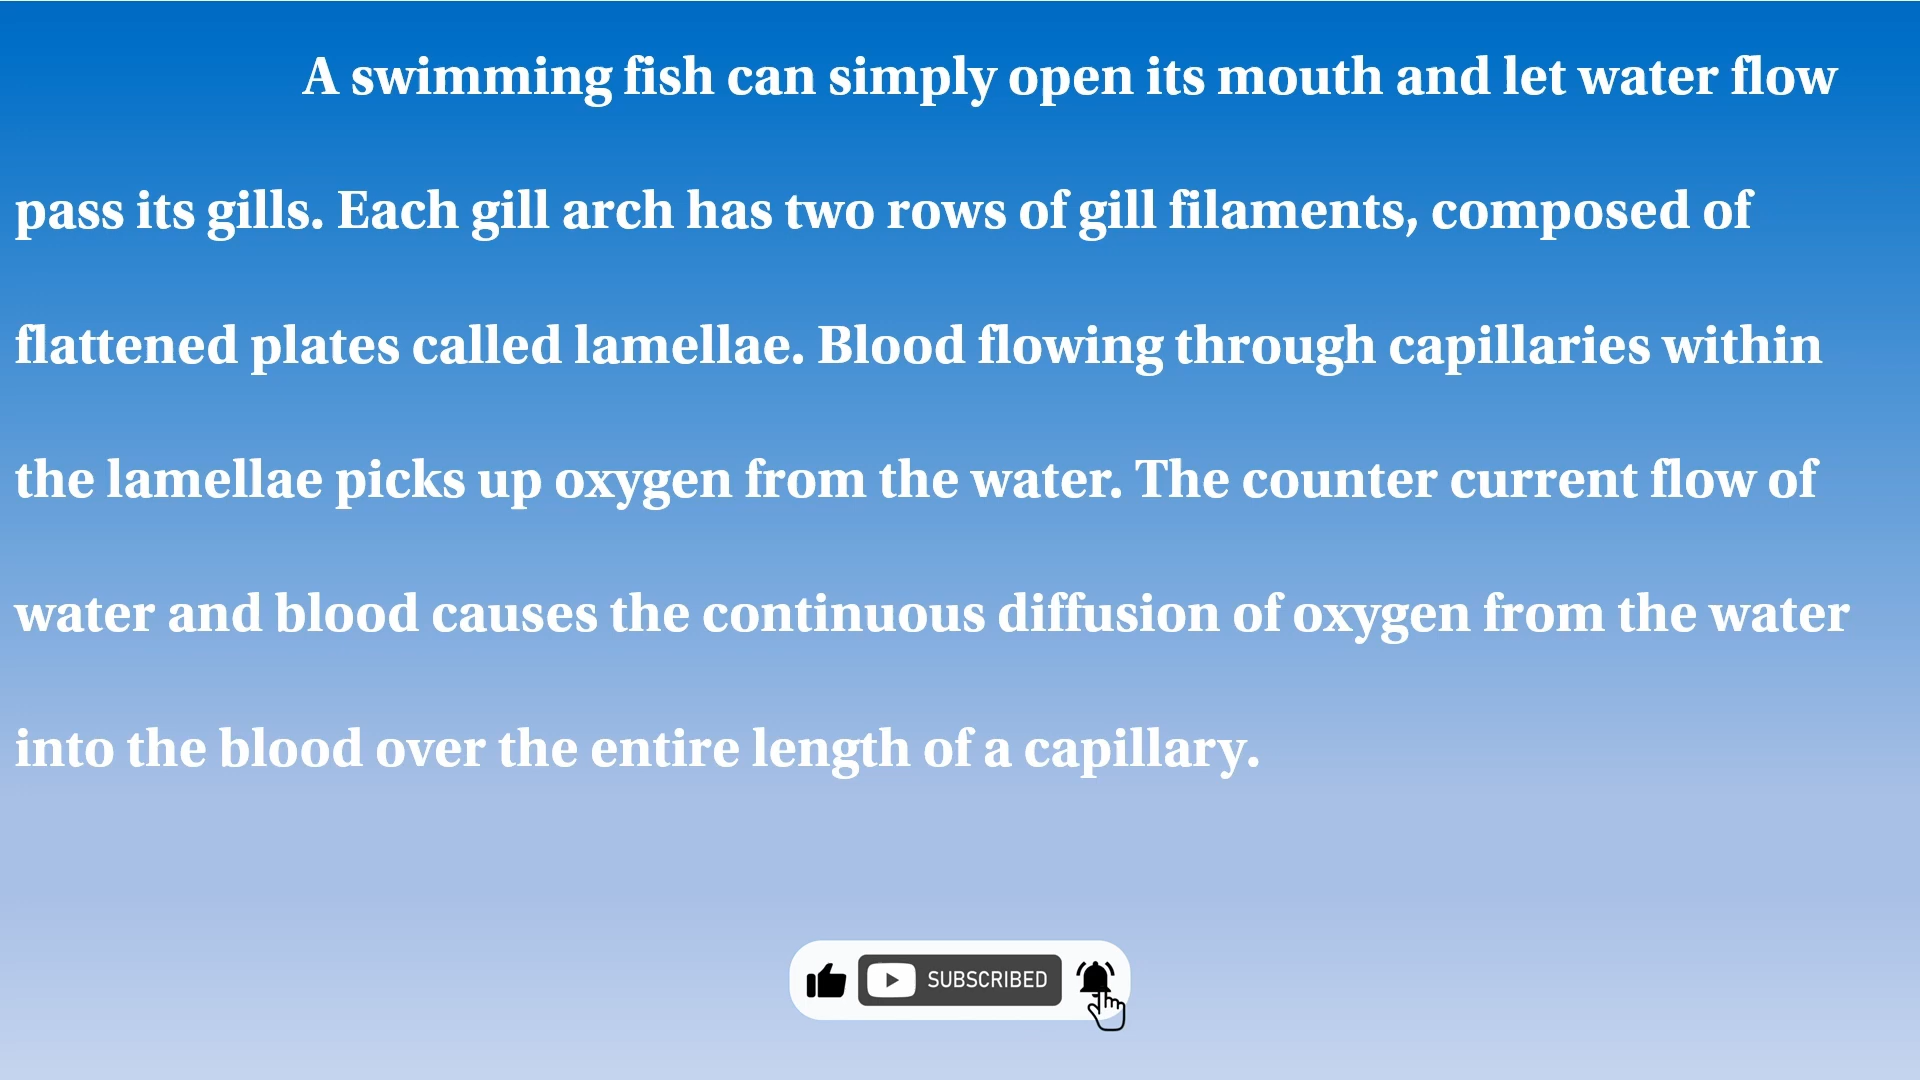 A swimming fish can simply open its mouth and let water flow
pass its gills. Each gill arch has two rows of gill filaments, composed of
flattened plates called lamellae. Blood flowing through capillaries within
the lamellae picks up oxygen from the water. The counter current flow of
water and blood causes the continuous diffusion of oxygen from the water
into the blood over the entire length of a capillary.
SUBSCRIBED